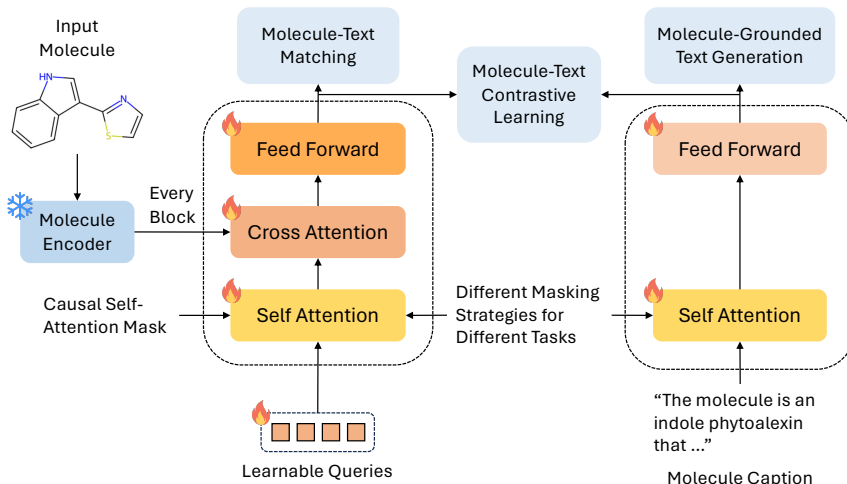 Input
Molecule
HN
N
S
Molecule
Encoder
Every
Block
Causal Self-
Attention Mask
Molecule-Text
Matching
Feed Forward
Cross Attention
Self Attention
Learnable Queries
Molecule-Text
Contrastive
Learning
Different Masking
Strategies for
Different Tasks
Molecule-Grounded
Text Generation
Feed Forward
Self Attention
“The molecule is an
indole phytoalexin
that ...”
Molecule Caption